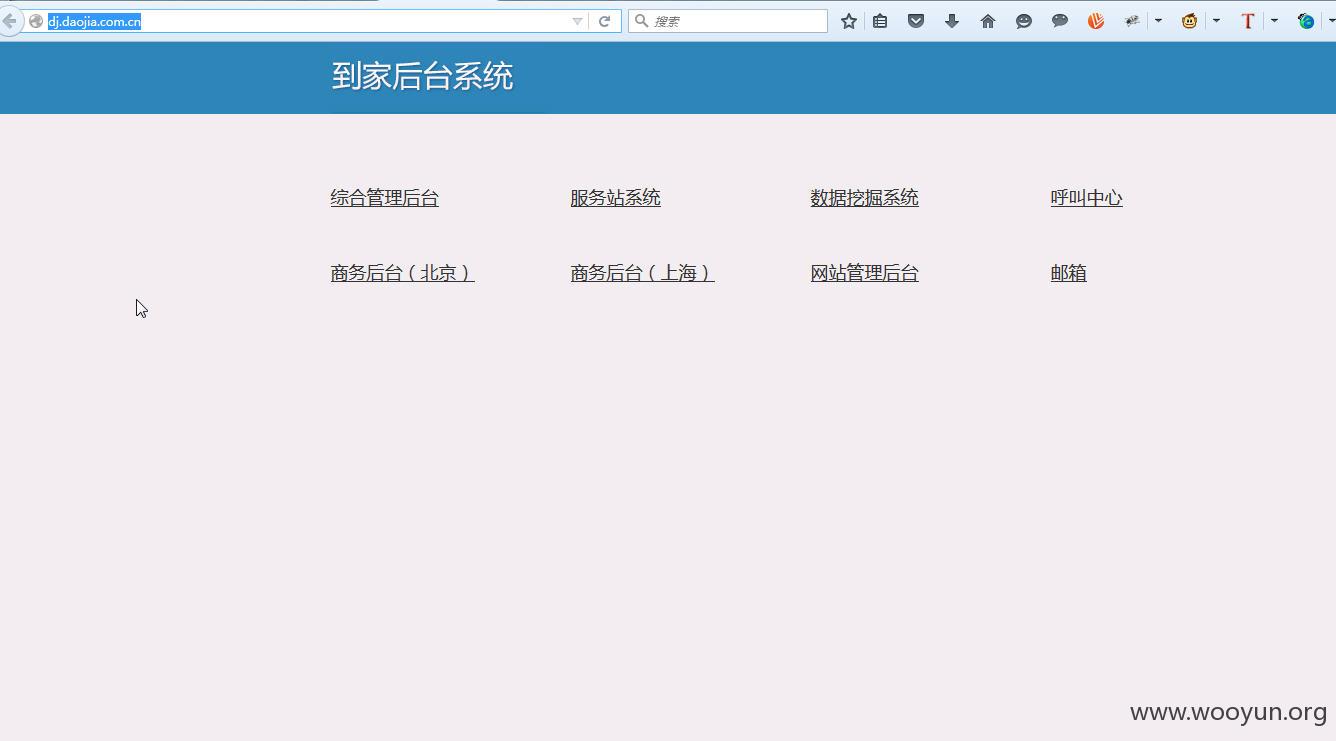 dj.daojia.com.cn 搜索
到家后台系统
综合管理后台 服务站系统 数据挖掘系统 呼叫中心
商务后台（北京） 商务后台（上海） 网站管理后台 邮箱
www.wooyun.org